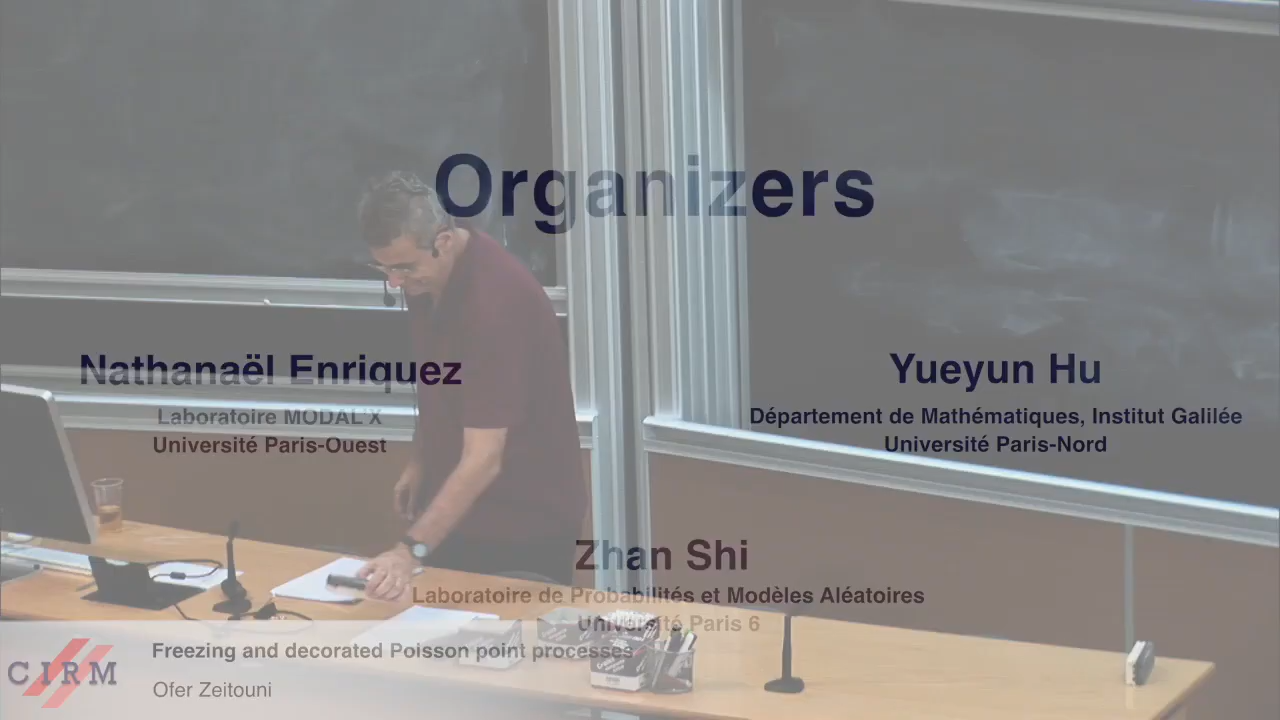 Organizers
Nathanaël Enriquez
Laboratoire MODAL'X
Université Paris-Ouest
Yueyun Hu
Département de Mathématiques, Institut Galilée
Université Paris-Nord
Zhan Shi
Laboratoire de Probabilités et Modèles Aléatoires
Université Paris 6
CIRM
Freezing and decorated Poisson point processes
Ofer Zeitouni